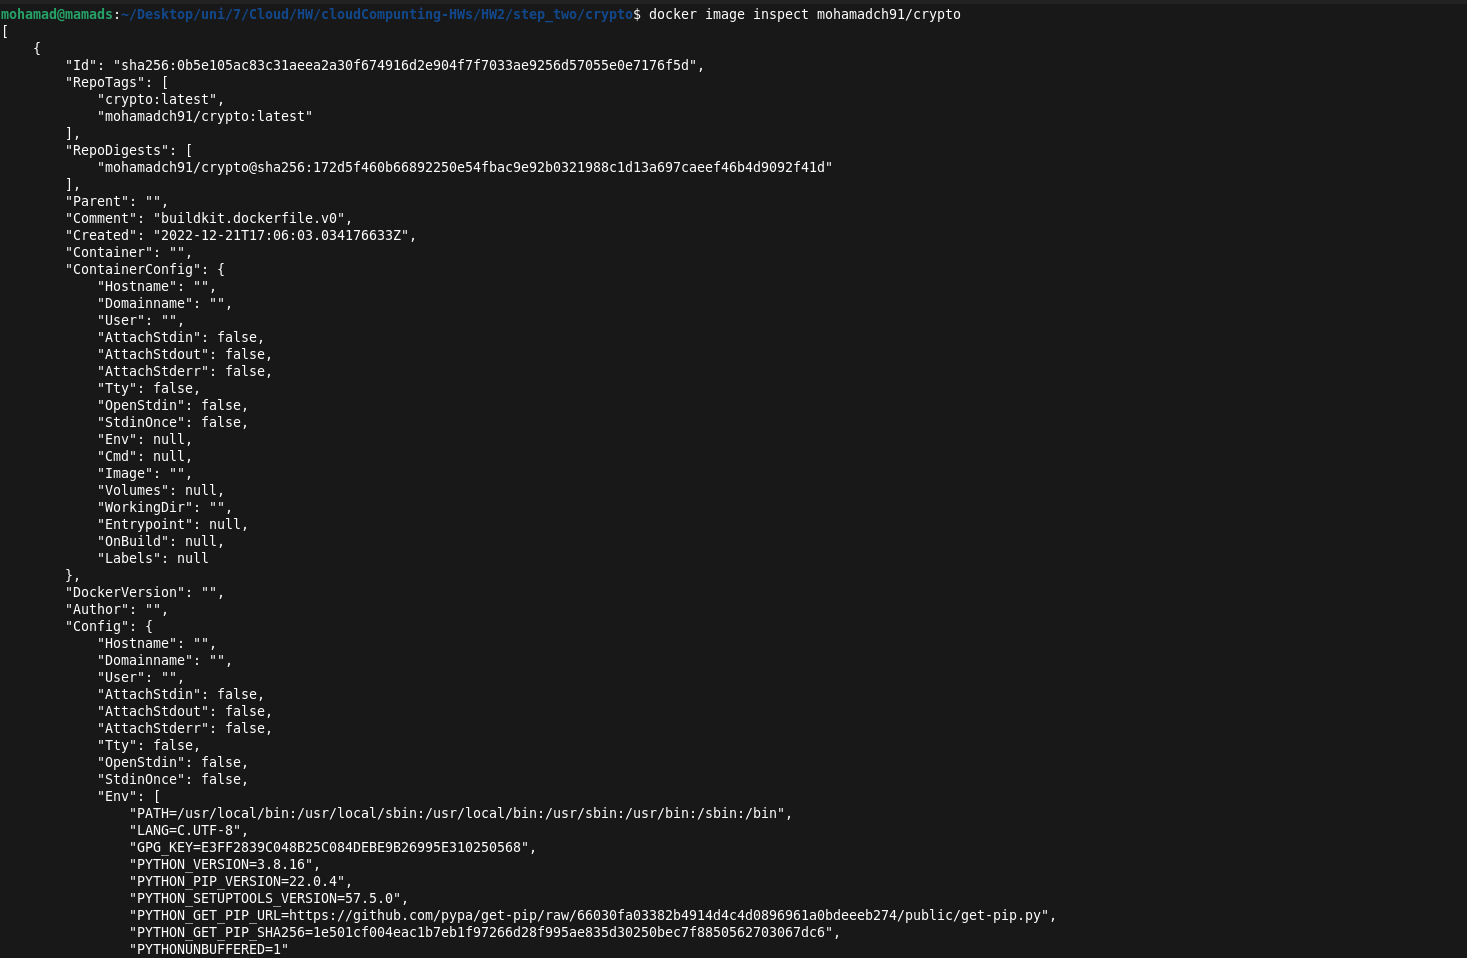 mohamad@mamads:~/Desktop/uni/7/Cloud/HW/cloudCompunting-HWs/HW2/step_two/crypto$ docker image inspect mohamadch91/crypto
[
    {
        "Id": "sha256:0b5e105ac83c31aeea2a30f674916d2e904f7f7033ae9256d57055e0e7176f5d",
        "RepoTags": [
            "crypto:latest",
            "mohamadch91/crypto:latest"
        ],
        "RepoDigests": [
            "mohamadch91/crypto@sha256:172d5f460b66892250e54fbac9e92b0321988c1d13a697caeef46b4d9092f41d"
        ],
        "Parent": "",
        "Comment": "buildkit.dockerfile.v0",
        "Created": "2022-12-21T17:06:03.034176633Z",
        "Container": "",
        "ContainerConfig": {
            "Hostname": "",
            "Domainname": "",
            "User": "",
            "AttachStdin": false,
            "AttachStdout": false,
            "AttachStderr": false,
            "Tty": false,
            "OpenStdin": false,
            "StdinOnce": false,
            "Env": null,
            "Cmd": null,
            "Image": "",
            "Volumes": null,
            "WorkingDir": "",
            "Entrypoint": null,
            "OnBuild": null,
            "Labels": null
        },
        "DockerVersion": "",
        "Author": "",
        "Config": {
            "Hostname": "",
            "Domainname": "",
            "User": "",
            "AttachStdin": false,
            "AttachStdout": false,
            "AttachStderr": false,
            "Tty": false,
            "OpenStdin": false,
            "StdinOnce": false,
            "Env": [
                "PATH=/usr/local/bin:/usr/local/sbin:/usr/local/bin:/usr/sbin:/usr/bin:/sbin:/bin",
                "LANG=C.UTF-8",
                "GPG_KEY=E3FF2839C048B25C084DEBE9B26995E310250568",
                "PYTHON_VERSION=3.8.16",
                "PYTHON_PIP_VERSION=22.0.4",
                "PYTHON_SETUPTOOLS_VERSION=57.5.0",
                "PYTHON_GET_PIP_URL=https://github.com/pypa/get-pip/raw/66030fa03382b4914d4c4d0896961a0bdeeeb274/public/get-pip.py",
                "PYTHON_GET_PIP_SHA256=1e501cf004eac1b7eb1f97266d28f995ae835d30250bec7f8850562703067dc6",
                "PYTHONUNBUFFERED=1"